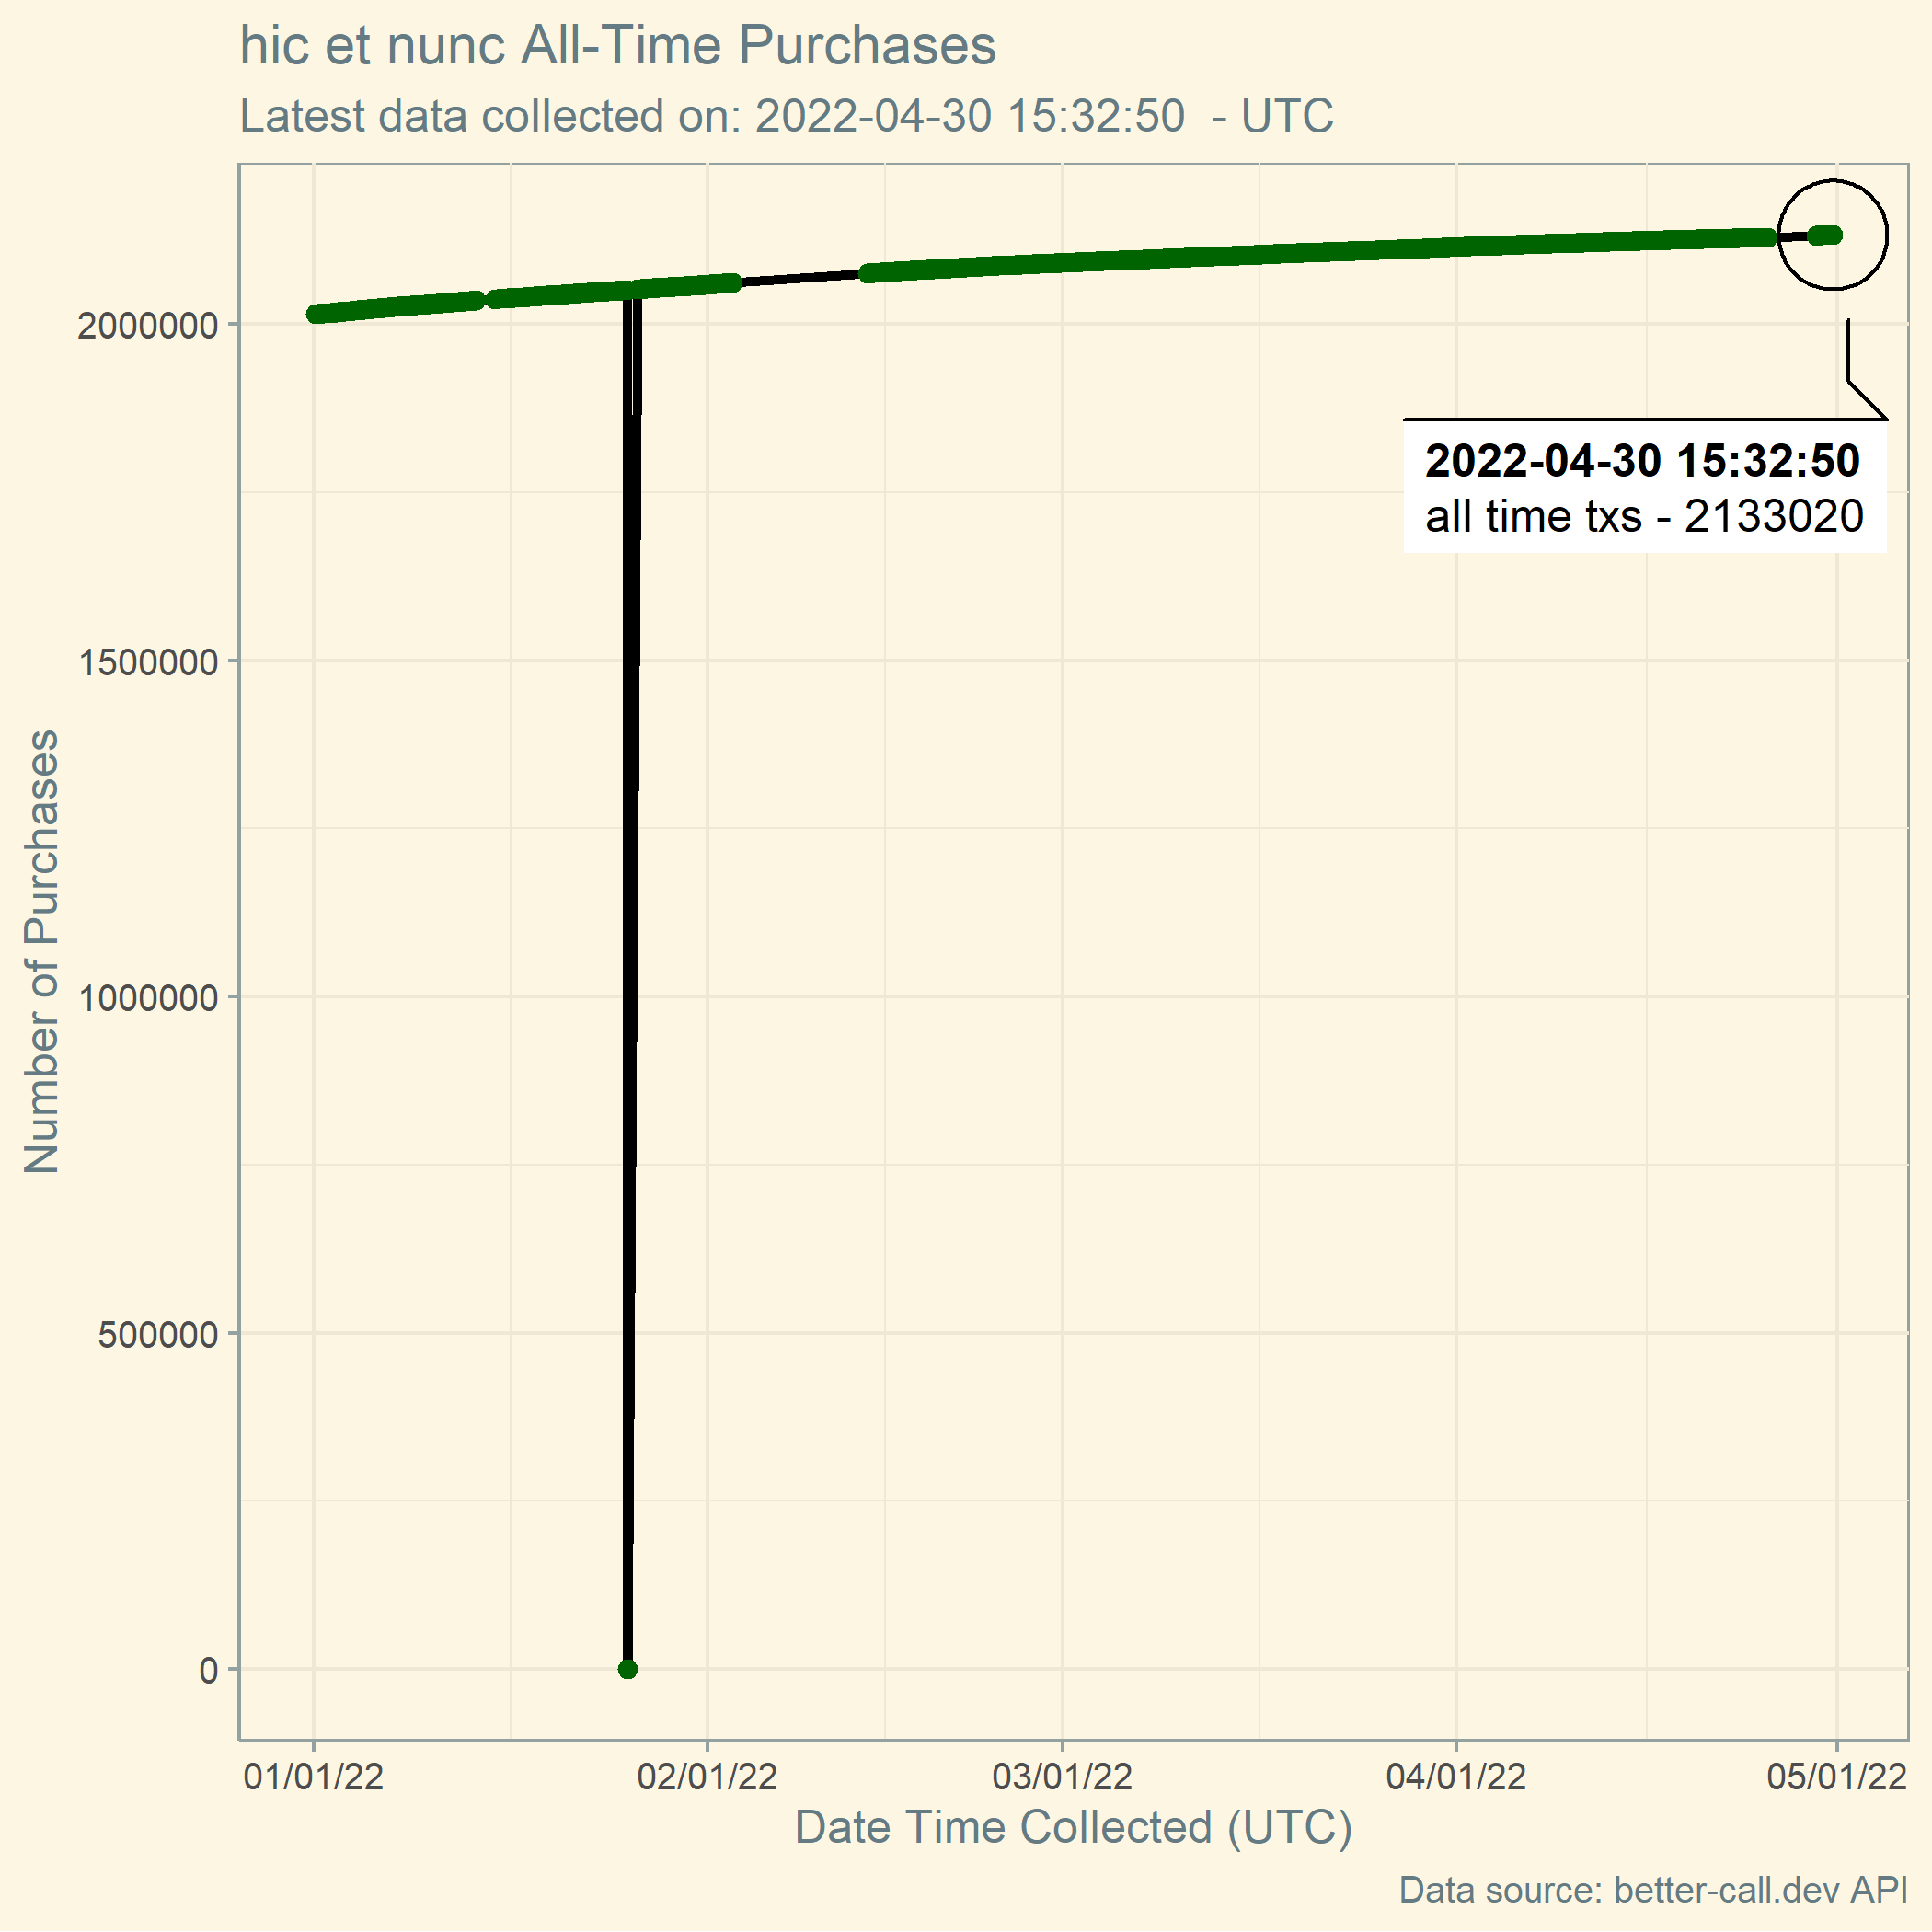 hic et nunc All-Time Purchases
Latest data collected on: 2022-04-30 15:32:50  - UTC
2022-04-30 15:32:50
all time txs - 2133020
Number of Purchases
2000000
1500000
1000000
500000
0
01/01/22
02/01/22
03/01/22
04/01/22
05/01/22
Date Time Collected (UTC)
Data source: better-call.dev API